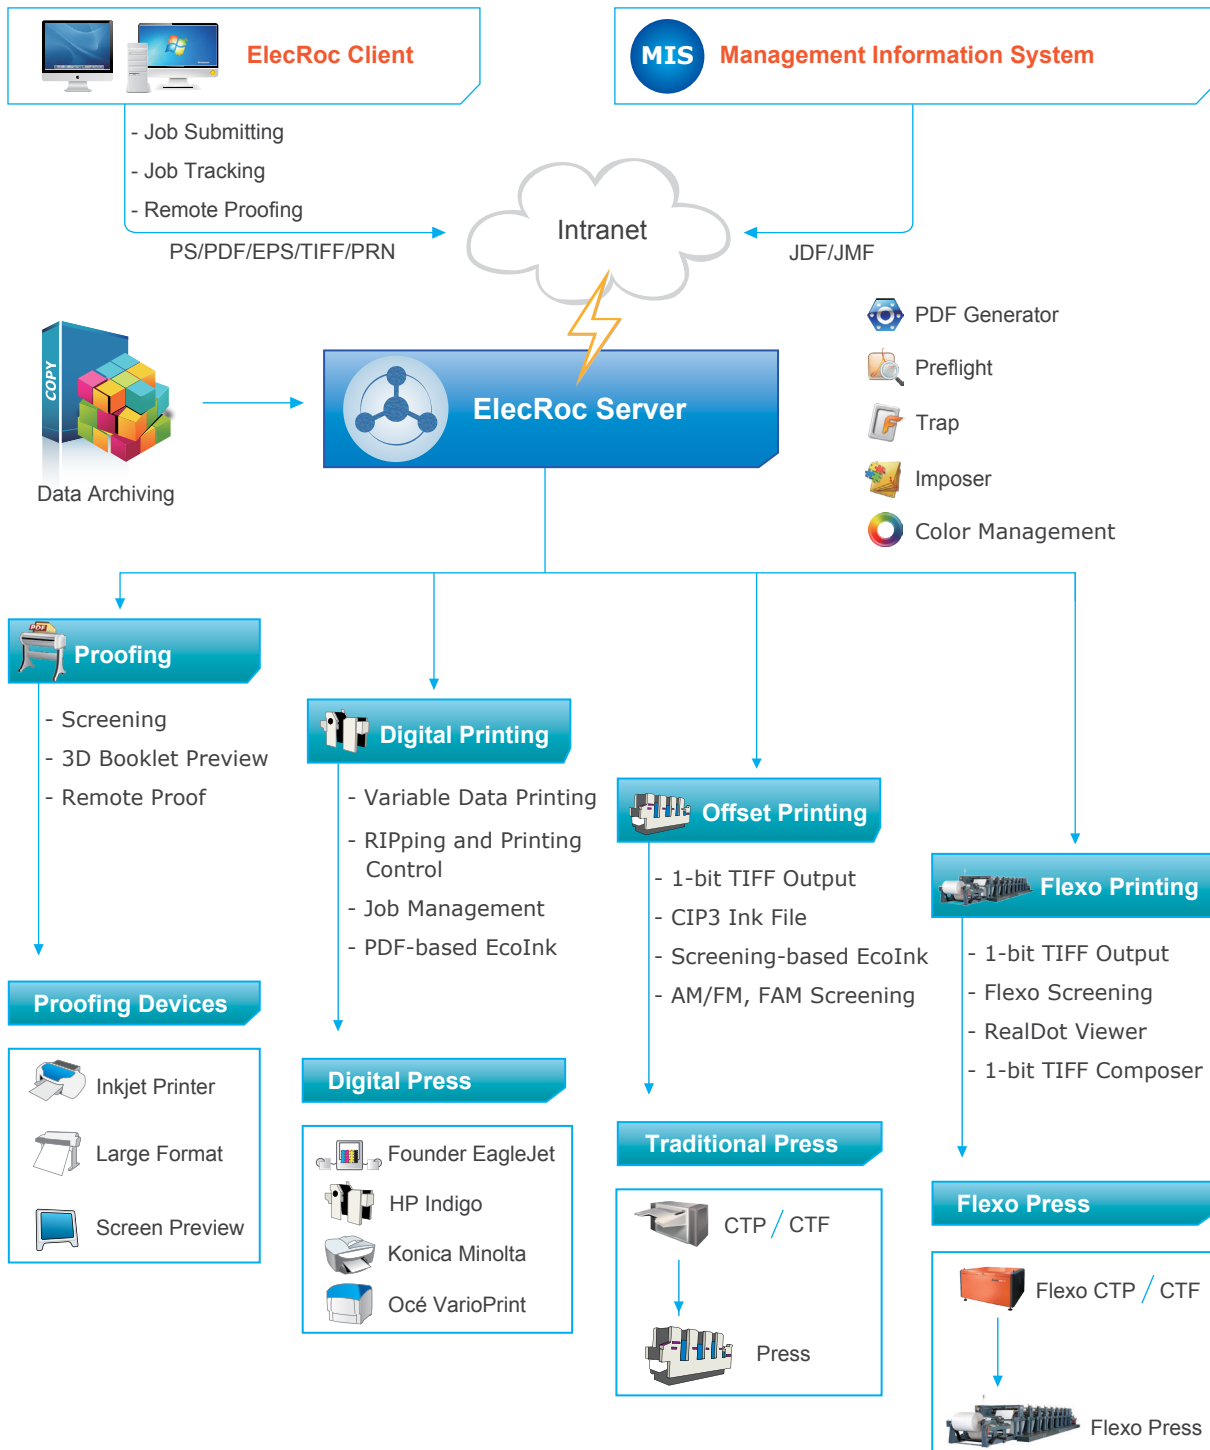 ElecRoc Client
MIS
Management Information System
- Job Submitting
- Job Tracking
- Remote Proofing
PS/PDF/EPS/TIFF/PRN
Intranet
JDF/JMF
COPY
Data Archiving
ElecRoc Server
PDF Generator
Preflight
Trap
Imposer
Color Management
PDF
Proofing
- Screening
- 3D Booklet Preview
- Remote Proof
Proofing Devices
Inkjet Printer
Large Format
Screen Preview
Digital Printing
- Variable Data Printing
- RIPping and Printing
Control
- Job Management
- PDF-based EcoInk
Digital Press
Founder EagleJet
HP Indigo
Konica Minolta
Océ VarioPrint
Offset Printing
- 1-bit TIFF Output
- CIP3 Ink File
- Screening-based EcoInk
- AM/FM, FAM Screening
Traditional Press
CTP / CTF
Press
Flexo Printing
- 1-bit TIFF Output
- Flexo Screening
- RealDot Viewer
- 1-bit TIFF Composer
Flexo Press
Flexo CTP / CTF
Flexo Press